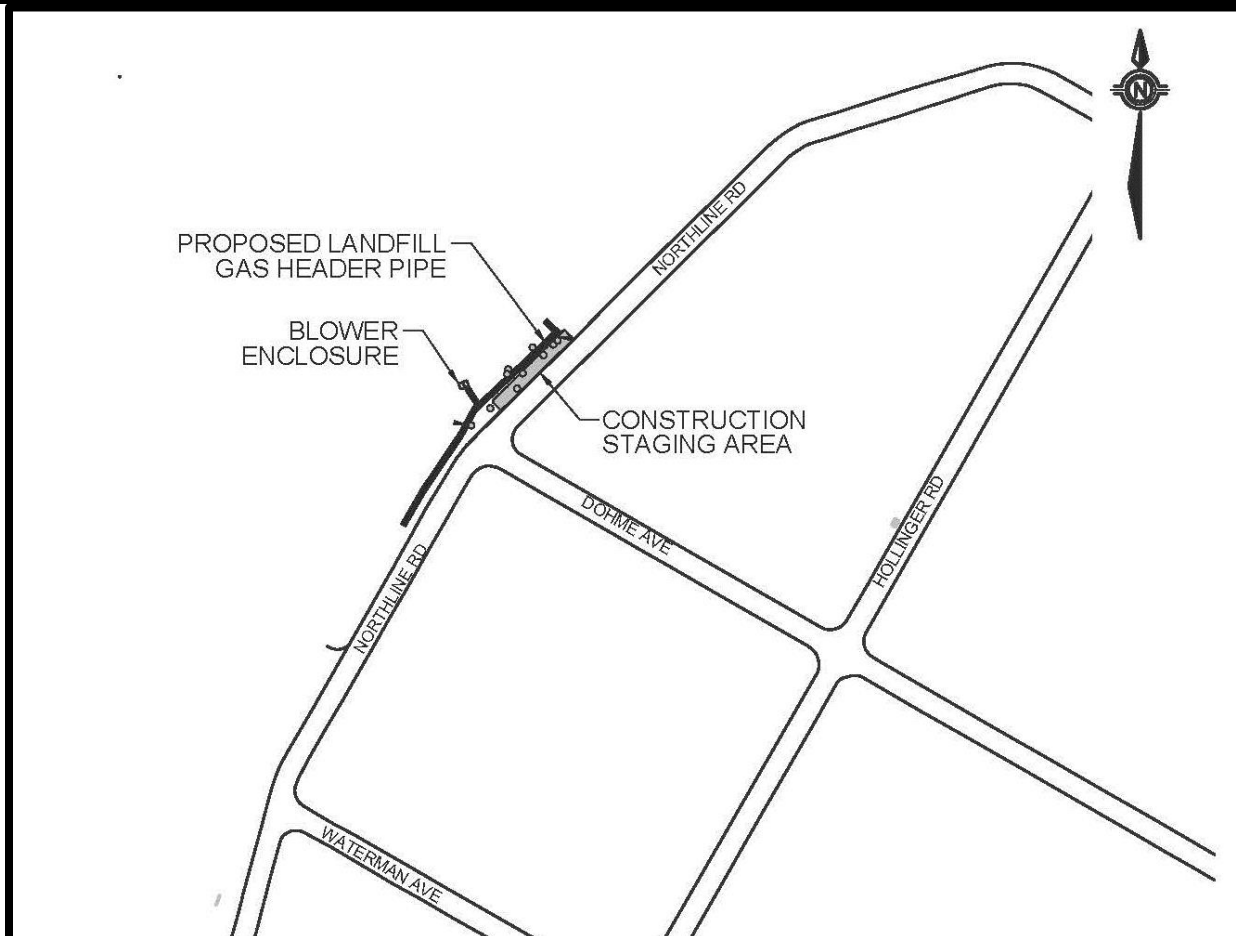 N
NORTHLINE RD
PROPOSED LANDFILL
GAS HEADER PIPE
BLOWER
ENCLOSURE
CONSTRUCTION
STAGING AREA
DOHME AVE
HOLLINGER RD
NORTHLINE RD
WATERMAN AVE